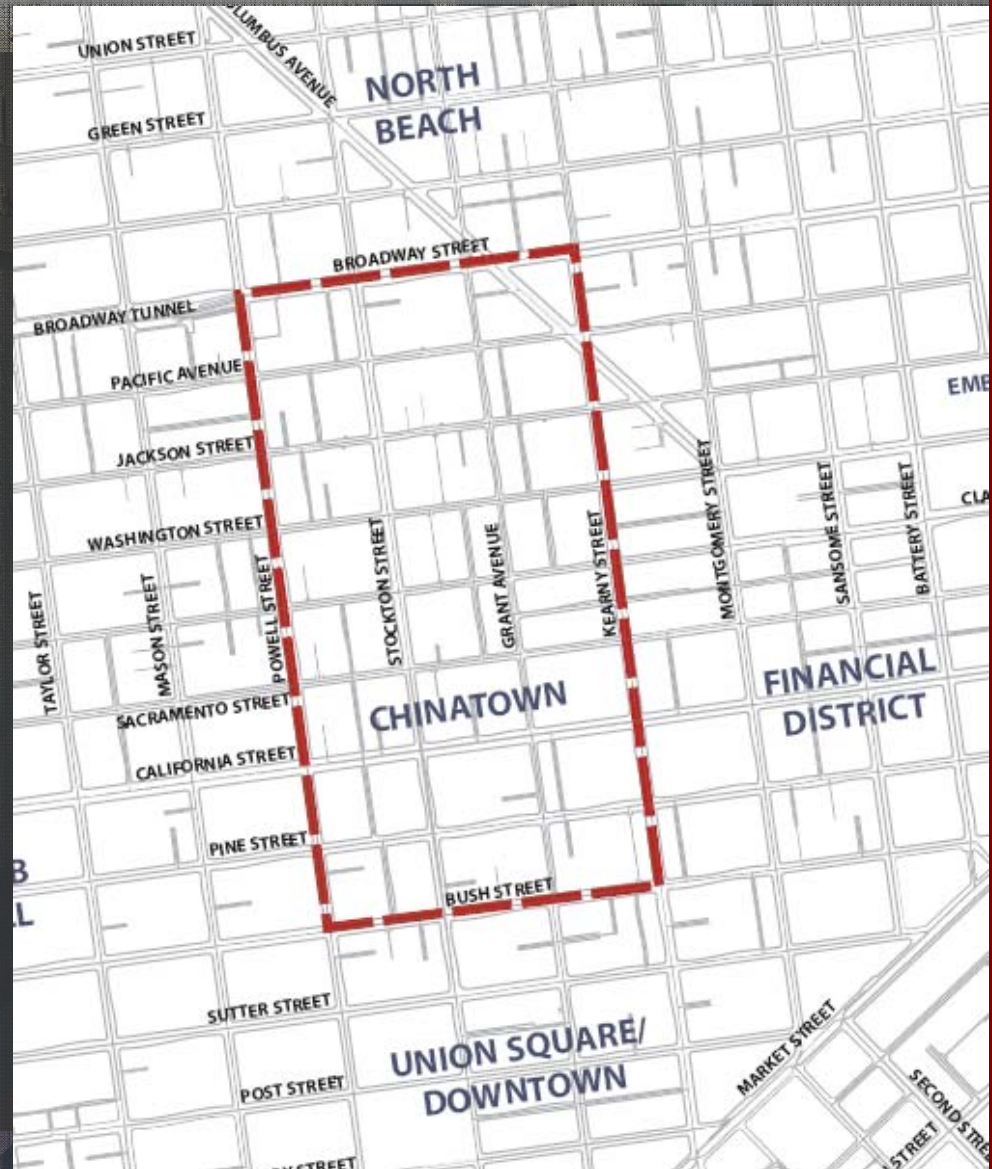 UNION STREET
COLUMBUS AVENUE
NORTH
BEACH
GREEN STREET
BROADWAY STREET
BROADWAY TUNNEL
PACIFIC AVENUE
JACKSON STREET
WASHINGTON STREET
TAYLOR STREET
MASON STREET
POWELL STREET
STOCKTON STREET
GRANT AVENUE
KEARNY STREET
MONTGOMERY STREET
SANSOME STREET
BATTERY STREET
EMB
CLA
SACRAMENTO STREET
CALIFORNIA STREET
CHINATOWN
FINANCIAL
DISTRICT
PINE STREET
B
LL
BUSH STREET
SUTTER STREET
UNION SQUARE/
DOWNTOWN
POST STREET
MARKET STREET
SECOND STREE
STREET
STREET